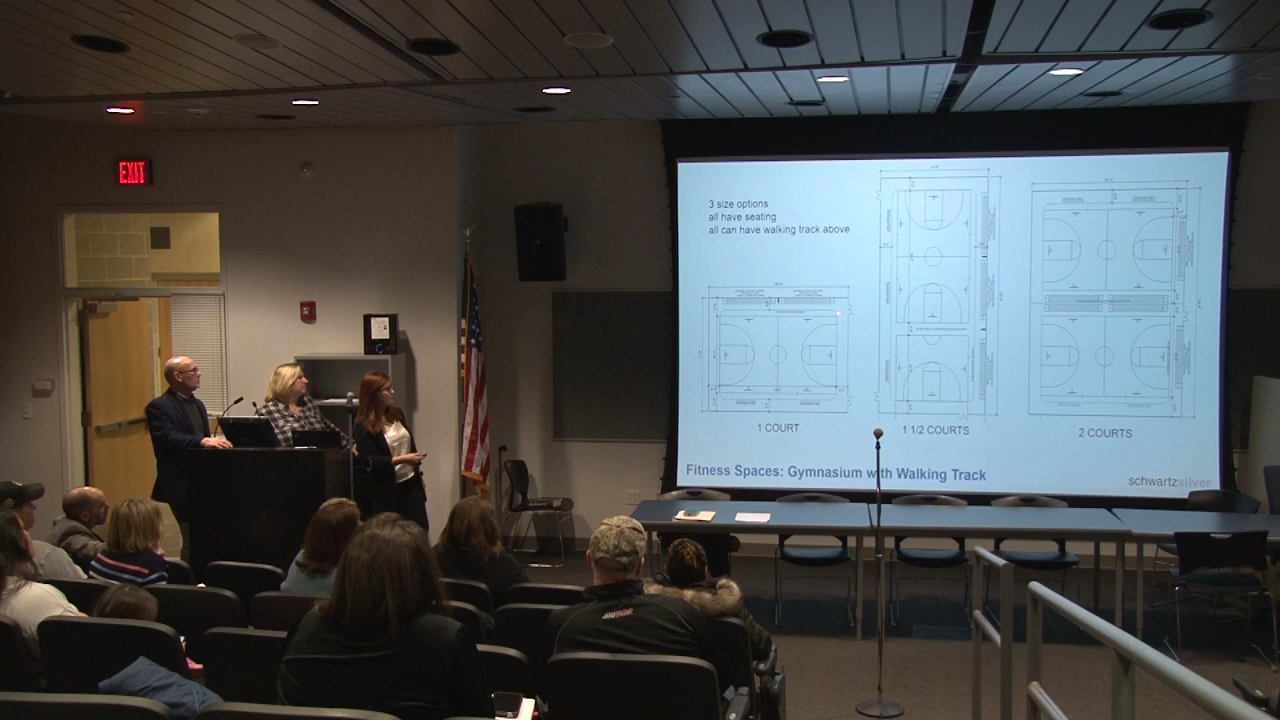 EXIT
3 size options
all have seating
all can have walking track above
1 COURT
1 1/2 COURTS
2 COURTS
Fitness Spaces: Gymnasium with Walking Track
schwartzsilver